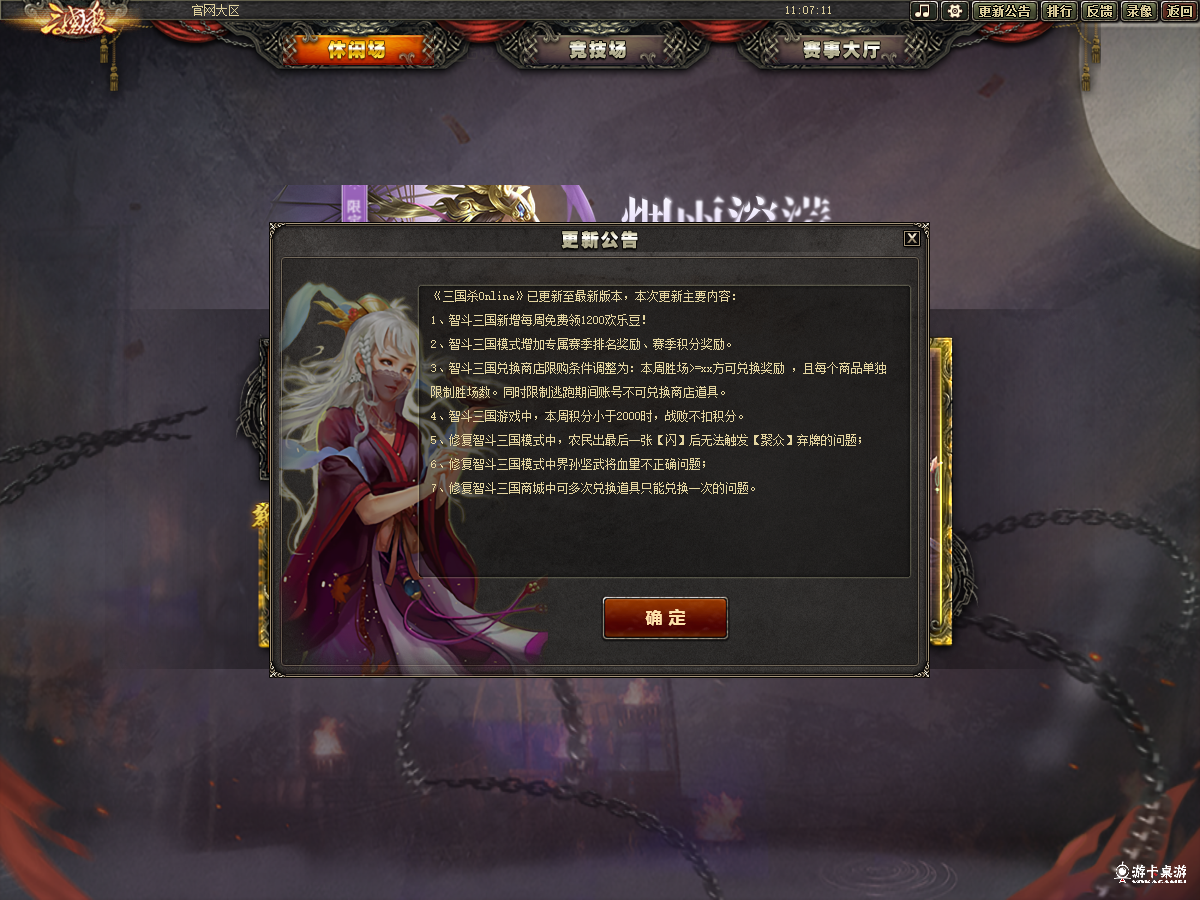 三国杀
官网大区
11:07:11
更新公告
排行
反馈
录像
返回
休闲场
竞技场
赛事大厅
限定
烟雨
更新公告
X
《三国杀Online》已更新至最新版本，本次更新主要内容：
1、智斗三国新增每周免费领1200欢乐豆！
2、智斗三国模式增加专属赛季排名奖励、赛季积分奖励。
3、智斗三国兑换商店限购条件调整为：本周胜场>=xx方可兑换奖励 ，且每个商品单独
限制胜场数。同时限制逃跑期间账号不可兑换商店道具。
4、智斗三国游戏中，本周积分小于2000时，战败不扣积分。
5、修复智斗三国模式中，农民出最后一张【闪】后无法触发【聚众】弃牌的问题；
6、修复智斗三国模式中界孙坚武将血量不正确问题；
7、修复智斗三国商城中可多次兑换道具只能兑换一次的问题。
确 定
游卡桌游
YOKAGAMES